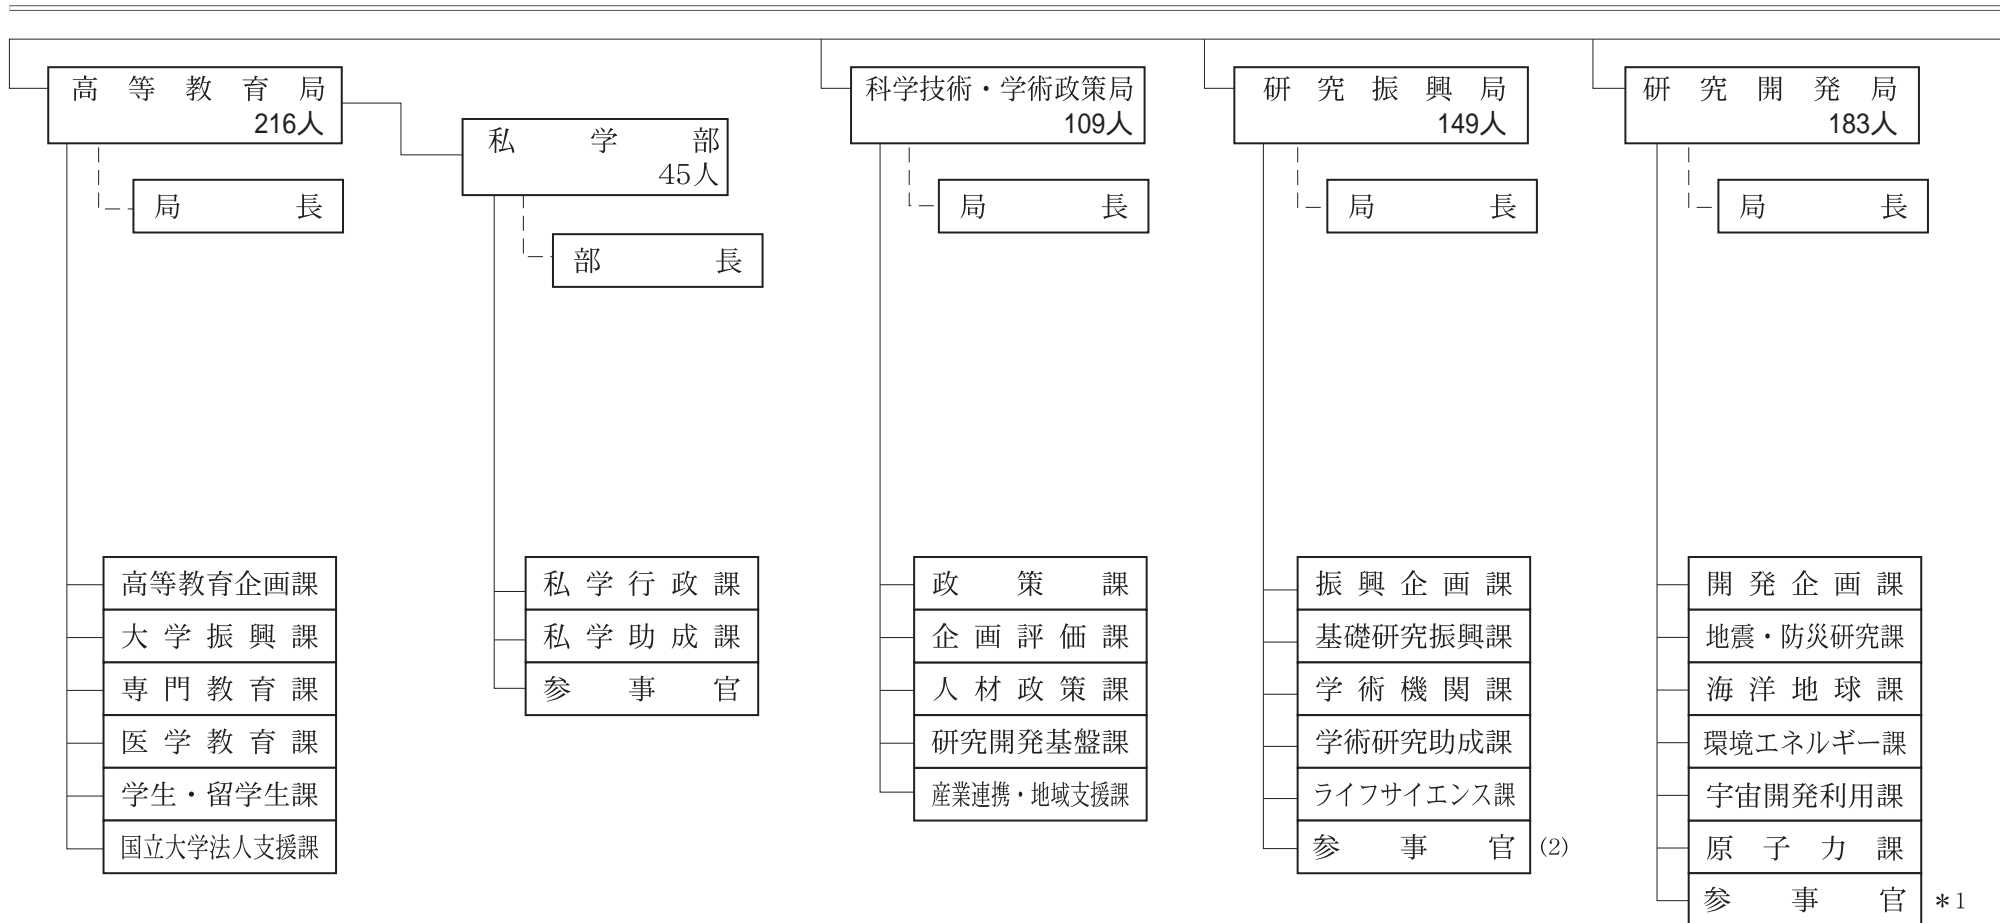 高等教育局
216人
局長
高等教育企画課
大学振興課
専門教育課
医学教育課
学生・留学生課
国立大学法人支援課
私学部
45人
部長
私学行政課
私学助成課
参事官
科学技術・学術政策局
109人
局長
政策課
企画評価課
人材政策課
研究開発基盤課
産業連携・地域支援課
研究振興局
149人
局長
振興企画課
基礎研究振興課
学術機関課
学術研究助成課
ライフサイエンス課
参事官 (2)
研究開発局
183人
局長
開発企画課
地震・防災研究課
海洋地球課
環境エネルギー課
宇宙開発利用課
原子力課
参事官 *1